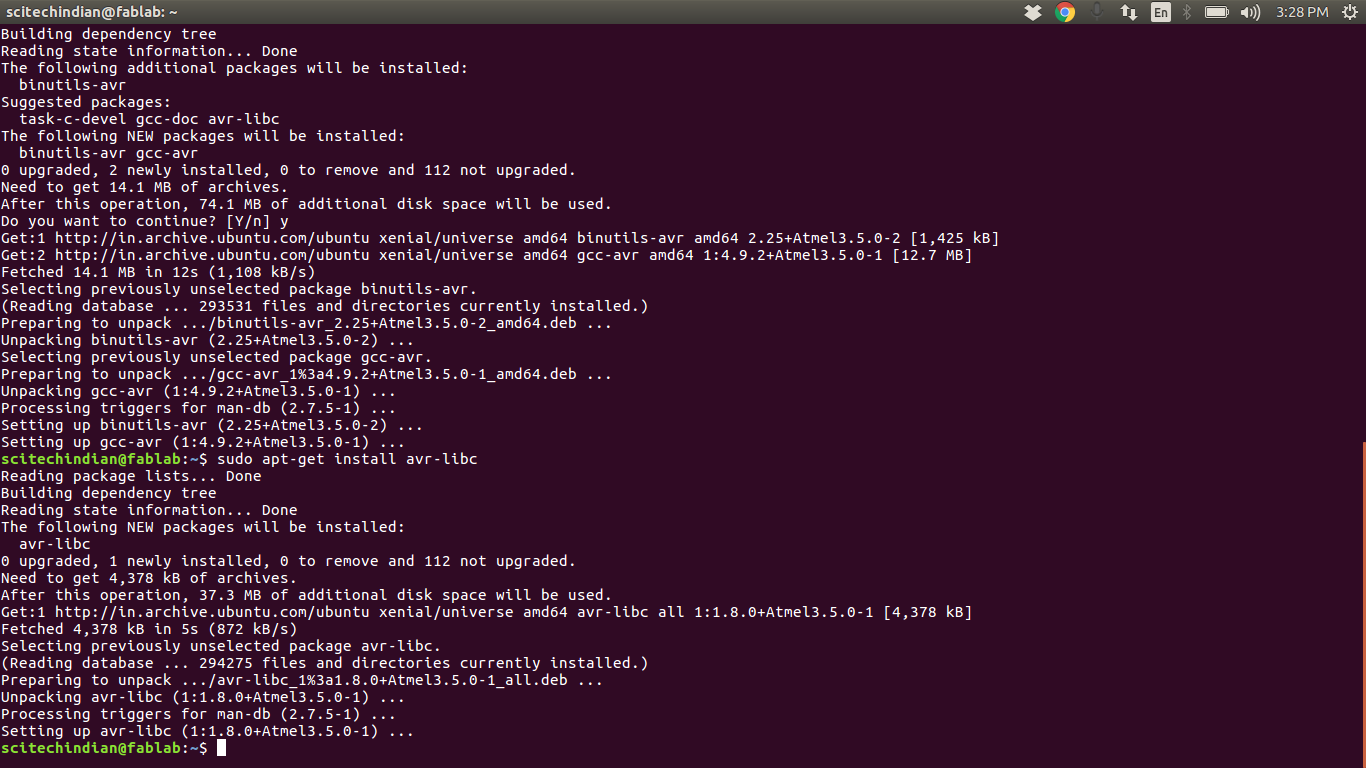 scitechindian@fablab: ~
En
3:28 PM
Building dependency tree
Reading state information... Done
The following additional packages will be installed:
  binutils-avr
Suggested packages:
  task-c-devel gcc-doc avr-libc
The following NEW packages will be installed:
  binutils-avr gcc-avr
0 upgraded, 2 newly installed, 0 to remove and 112 not upgraded.
Need to get 14.1 MB of archives.
After this operation, 74.1 MB of additional disk space will be used.
Do you want to continue? [Y/n] y
Get:1 http://in.archive.ubuntu.com/ubuntu xenial/universe amd64 binutils-avr amd64 2.25+Atmel3.5.0-2 [1,425 kB]
Get:2 http://in.archive.ubuntu.com/ubuntu xenial/universe amd64 gcc-avr amd64 1:4.9.2+Atmel3.5.0-1 [12.7 MB]
Fetched 14.1 MB in 12s (1,108 kB/s)
Selecting previously unselected package binutils-avr.
(Reading database ... 293531 files and directories currently installed.)
Preparing to unpack .../binutils-avr_2.25+Atmel3.5.0-2_amd64.deb ...
Unpacking binutils-avr (2.25+Atmel3.5.0-2) ...
Selecting previously unselected package gcc-avr.
Preparing to unpack .../gcc-avr_1%3a4.9.2+Atmel3.5.0-1_amd64.deb ...
Unpacking gcc-avr (1:4.9.2+Atmel3.5.0-1) ...
Processing triggers for man-db (2.7.5-1) ...
Setting up binutils-avr (2.25+Atmel3.5.0-2) ...
Setting up gcc-avr (1:4.9.2+Atmel3.5.0-1) ...
scitechindian@fablab:~$ sudo apt-get install avr-libc
Reading package lists... Done
Building dependency tree
Reading state information... Done
The following NEW packages will be installed:
  avr-libc
0 upgraded, 1 newly installed, 0 to remove and 112 not upgraded.
Need to get 4,378 kB of archives.
After this operation, 37.3 MB of additional disk space will be used.
Get:1 http://in.archive.ubuntu.com/ubuntu xenial/universe amd64 avr-libc all 1:1.8.0+Atmel3.5.0-1 [4,378 kB]
Fetched 4,378 kB in 5s (872 kB/s)
Selecting previously unselected package avr-libc.
(Reading database ... 294275 files and directories currently installed.)
Preparing to unpack .../avr-libc_1%3a1.8.0+Atmel3.5.0-1_all.deb ...
Unpacking avr-libc (1:1.8.0+Atmel3.5.0-1) ...
Processing triggers for man-db (2.7.5-1) ...
Setting up avr-libc (1:1.8.0+Atmel3.5.0-1) ...
scitechindian@fablab:~$